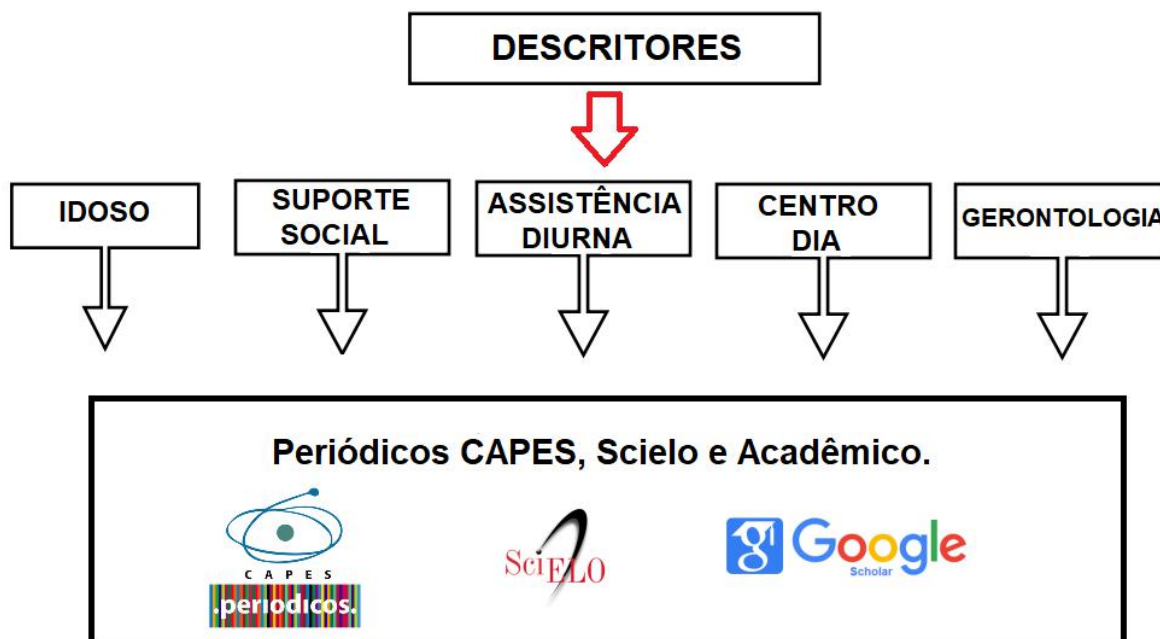 DESCRITORES
IDOSO
SUPORTE
SOCIAL
ASSISTÊNCIA
DIURNA
CENTRO
DIA
GERONTOLOGIA
Periódicos CAPES, Scielo e Acadêmico.
CAPES
.periodicos.
SciELO
g
Google
Scholar